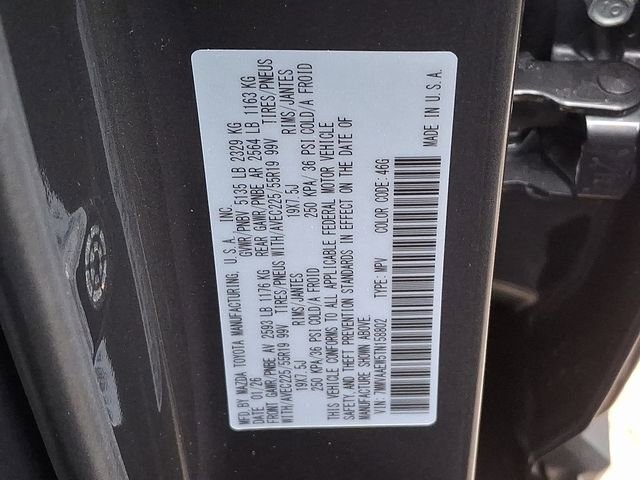 MFD. BY MAZDA TOYOTA MANUFACTURING, U.S.A., INC.
DATE: 01/26 GVWR/PNBV 5135 LB 2329 KG
FRONT GAWR/PNBE AV 2593 LB 1176 KG REAR GAWR/PNBE AR 2564 LB 1163 KG
WITH/AVEC225/55R19 99V TIRES/PNEUS WITH/AVEC225/55R19 99V TIRES/PNEUS
19X7.5J RIMS/JANTES 19X7.5J RIMS/JANTES
250 KPA/36 PSI COLD/A FROID 250 KPA/ 36 PSI COLD/A FROID
THIS VEHICLE CONFORMS TO ALL APPLICABLE FEDERAL MOTOR VEHICLE
SAFETY, AND THEFT PREVENTION STANDARDS IN EFFECT ON THE DATE OF
MANUFACTURE SHOWN ABOVE.
VIN: TYPE: MPV COLOR CODE: 46G
MADE IN U.S.A.